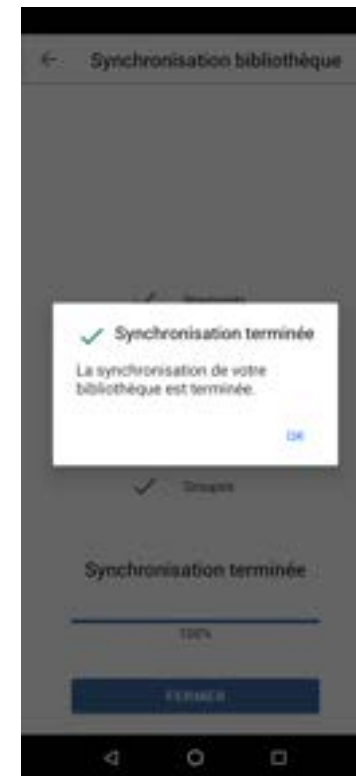 Synchronisation bibliothèque
Synchronisation terminée
La synchronisation de votre
bibliothèque est terminée.
OK
Groupes
Synchronisation terminée
100%
FERMER